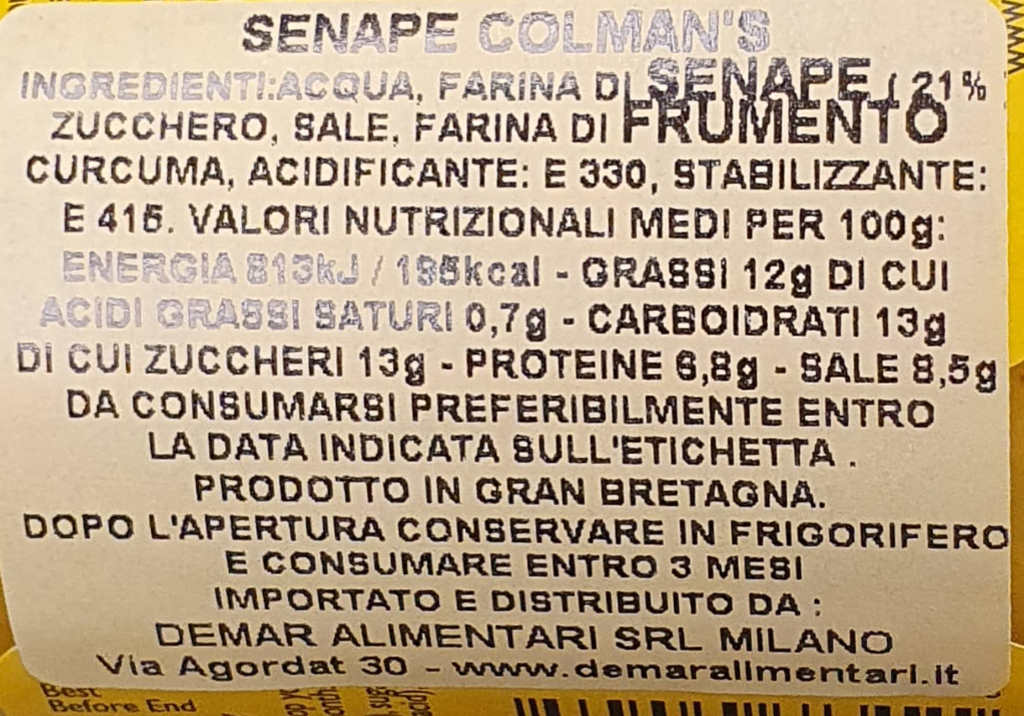 SENAPE COLMAN'S
INGREDIENTI:ACQUA, FARINA DI SENAPE ( 21%
ZUCCHERO, SALE, FARINA DI FRUMENTO
CURCUMA, ACIDIFICANTE: E 330, STABILIZZANTE:
E 415. VALORI NUTRIZIONALI MEDI PER 100g:
ENERGIA 813kJ / 195kcal - GRASSI 12g DI CUI
ACIDI GRASSI SATURI 0,7g - CARBOIDRATI 13g
DI CUI ZUCCHERI 13g - PROTEINE 6,8g - SALE 8,5g
DA CONSUMARSI PREFERIBILMENTE ENTRO
LA DATA INDICATA SULL'ETICHETTA .
PRODOTTO IN GRAN BRETAGNA.
DOPO L'APERTURA CONSERVARE IN FRIGORIFERO
E CONSUMARE ENTRO 3 MESI
IMPORTATO E DISTRIBUITO DA :
DEMAR ALIMENTARI SRL MILANO
Via Agordat 30 - www.demaralimentari.it
Best
Before End